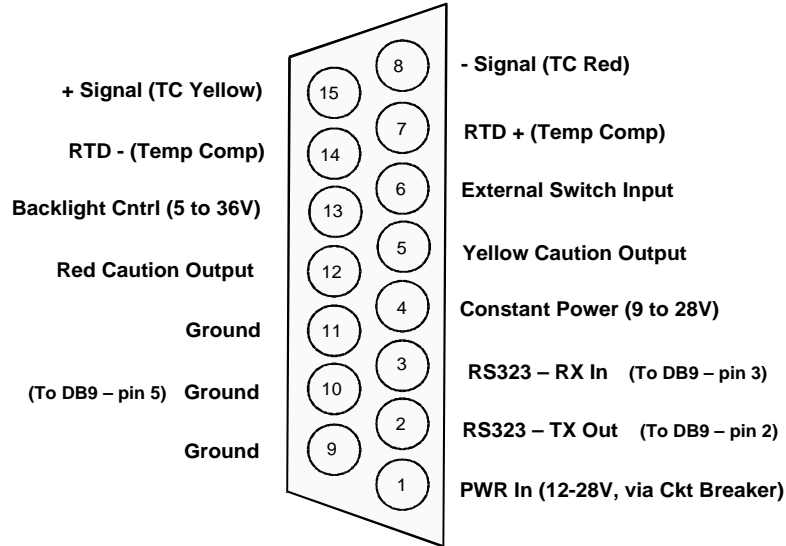 8 - Signal (TC Red)
+ Signal (TC Yellow) 15
7 RTD + (Temp Comp)
RTD - (Temp Comp) 14
6 External Switch Input
Backlight Cntrl (5 to 36V) 13
5 Yellow Caution Output
Red Caution Output 12
4 Constant Power (9 to 28V)
Ground 11
3 RS323 – RX In (To DB9 – pin 3)
(To DB9 – pin 5) Ground 10
2 RS323 – TX Out (To DB9 – pin 2)
Ground 9
1 PWR In (12-28V, via Ckt Breaker)